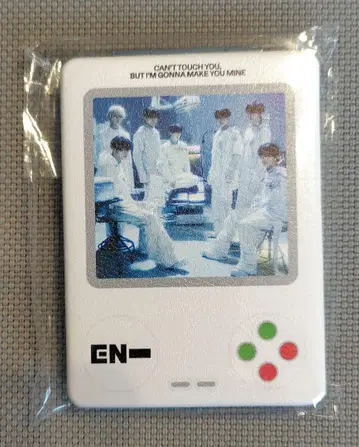 CAN'T TOUCH YOU,
BUT I'M GONNA MAKE YOU MINE
EN-